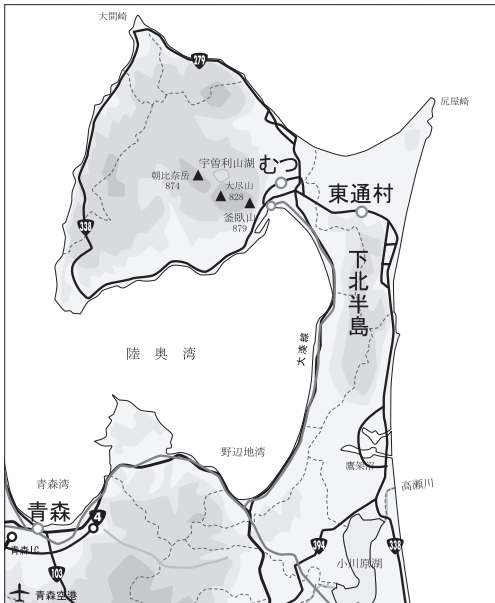 大間崎
279
尻屋崎
宇曽利山湖
むつ
朝比奈岳
874
大尽山
828
東通村
釜臥山
879
338
下北半島
大湊線
陸奥湾
野辺地湾
鷹架沼
青森湾
高瀬川
青森
4
青森IC
394
338
小川原湖
103
青森空港